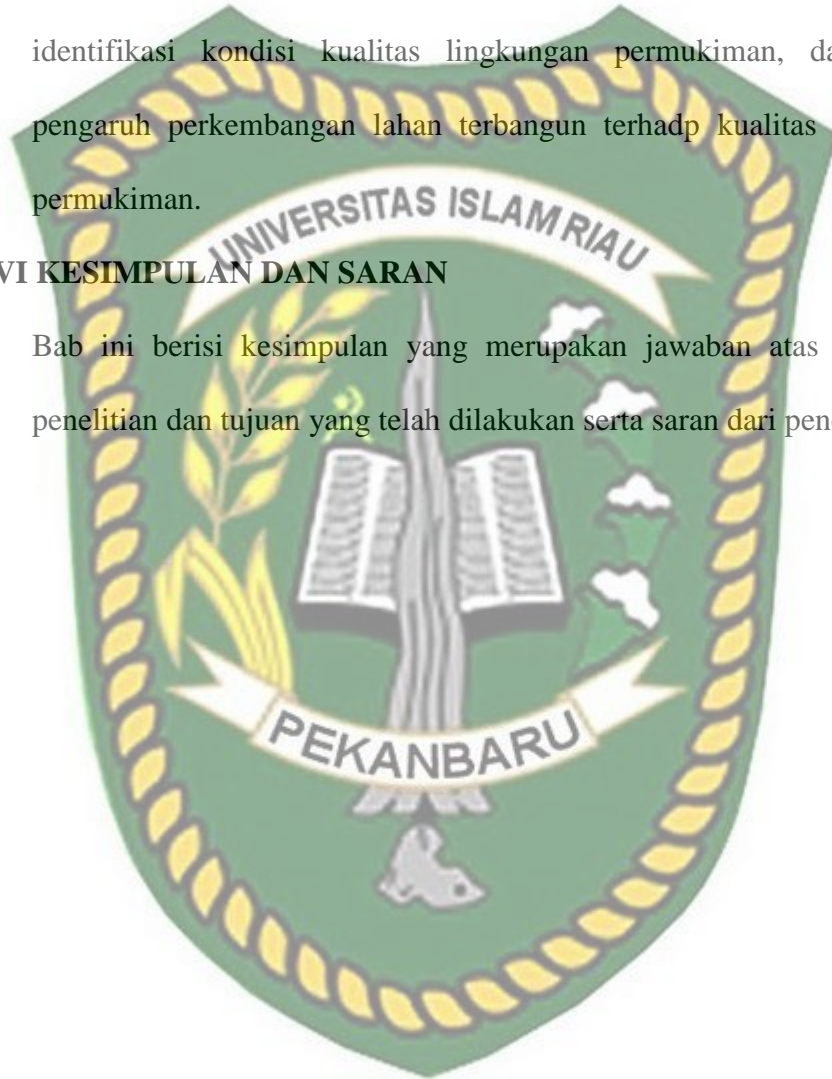 identifikasi kondisi kualitas lingkungan permukiman, da
pengaruh perkembangan lahan terbangun terhadp kualitas
permukiman.
UNIVERSITAS ISLAM RIAU
VI KESIMPULAN DAN SARAN
Bab ini berisi kesimpulan yang merupakan jawaban atas
penelitian dan tujuan yang telah dilakukan serta saran dari pen
PEKANBARU